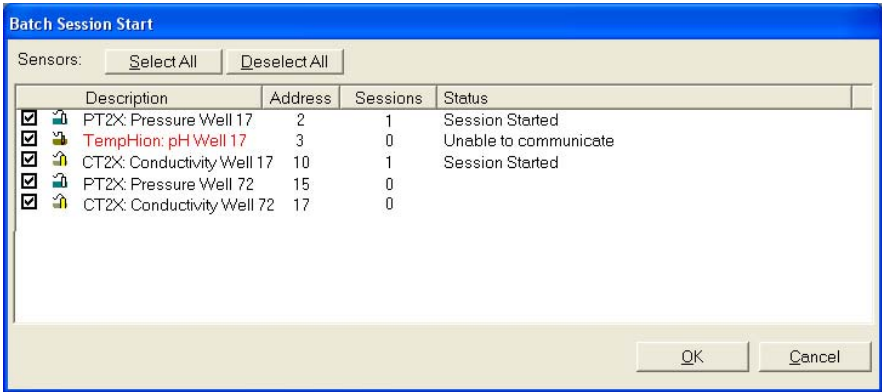 Batch Session Start
Sensors: Select All Deselect All
Description Address Sessions Status
PT2X: Pressure Well 17 2 1 Session Started
TempHion: pH Well 17 3 0 Unable to communicate
CT2X: Conductivity Well 17 10 1 Session Started
PT2X: Pressure Well 72 15 0
CT2X: Conductivity Well 72 17 0
OK Cancel